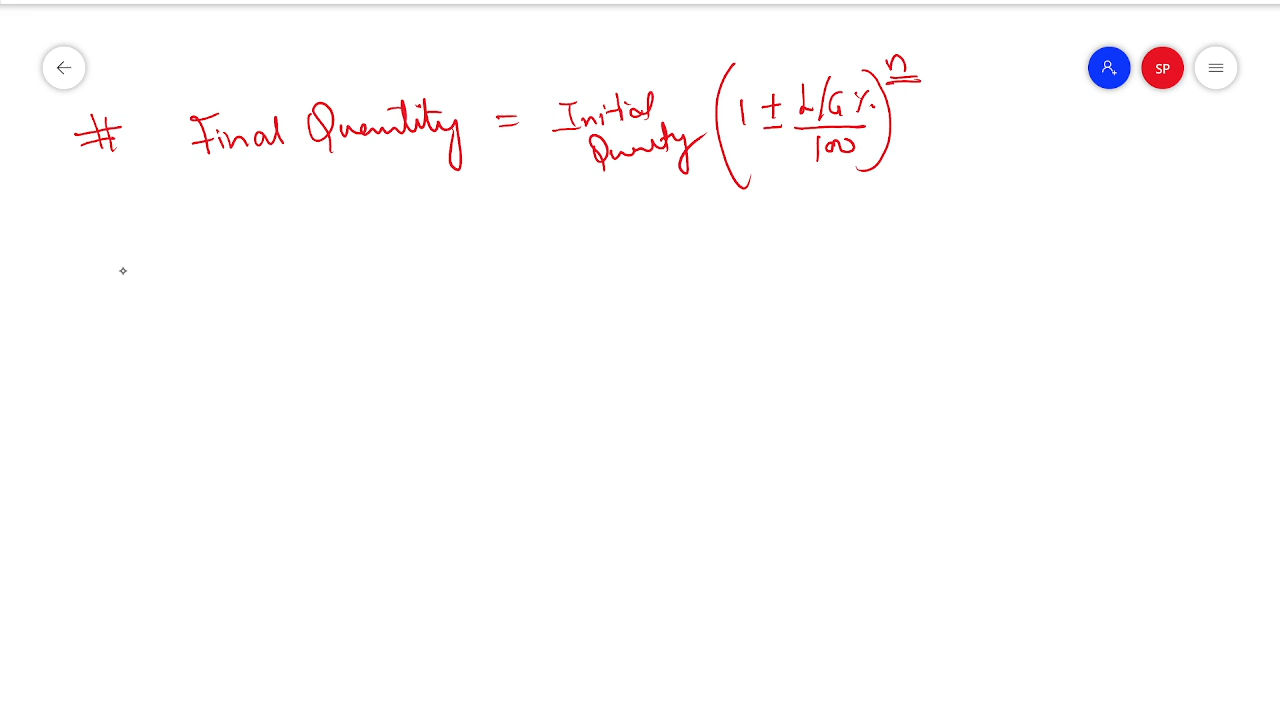 # Final Quantity = Initial Quantity ( 1 ± L/G % / 100 )^n
SP